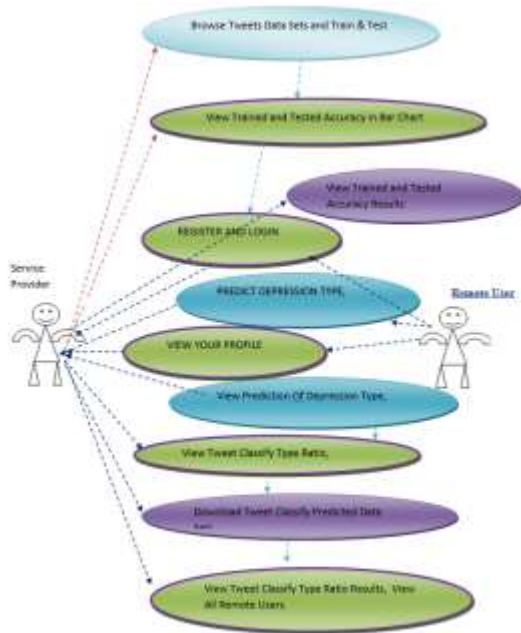 Browse Tweets Data Sets and Train & Test
View Trained and Tested Accuracy in Bar Chart
View Trained and Tested
Accuracy Results
REGISTER AND LOGIN
Service
Provider
PREDICT DEPRESSION TYPE,
Remote User
VIEW YOUR PROFILE
View Prediction Of Depression Type,
View Tweet Classify Type Ratio,
Download Tweet Classify Predicted Data
View Tweet Classify Type Ratio Results, View
All Remote Users